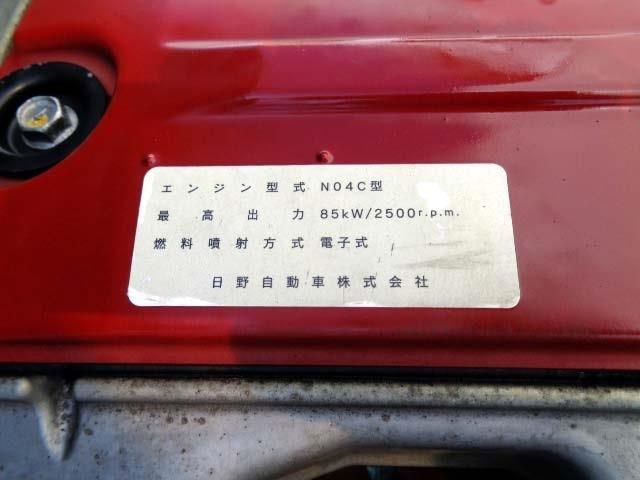 エンジン型式 N04C型
最高出力 85kW/2500r.p.m.
燃料噴射方式 電子式
日野自動車株式会社